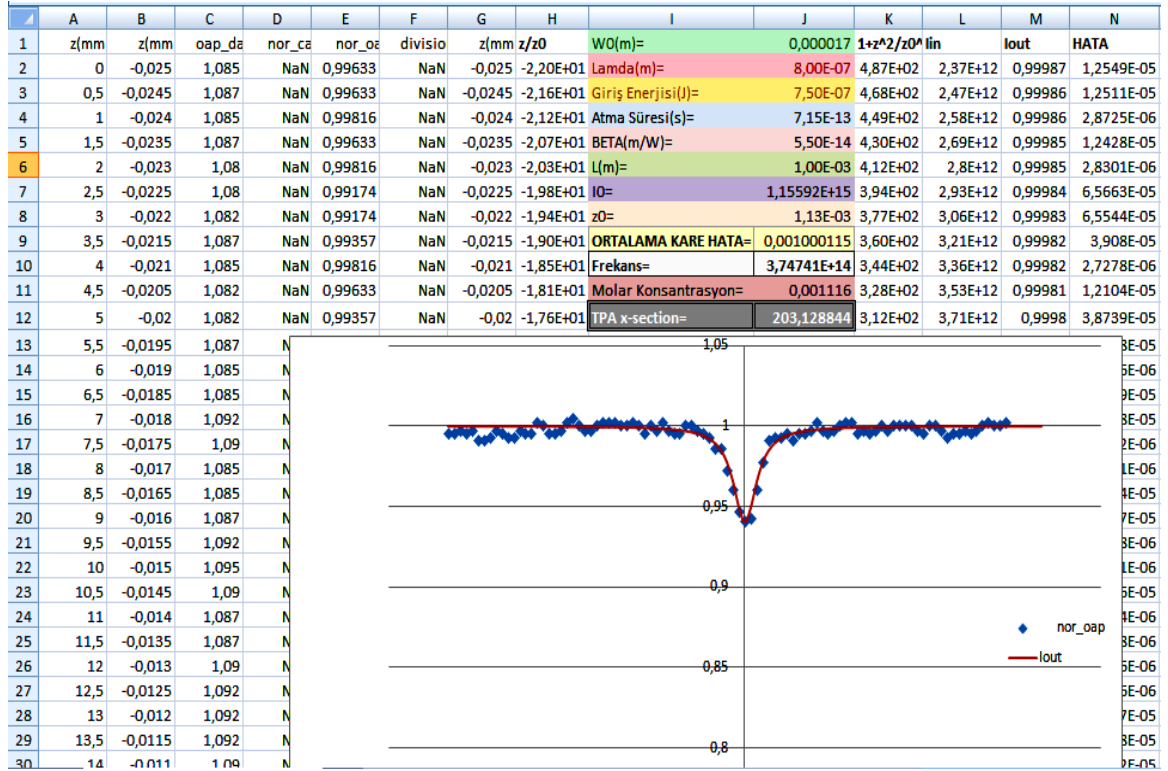 A B C D E F G H I J K L M N
1 z(mm z(mm oap_da nor_ca nor_oa divisio z(mm z/z0 W0(m)= 0,000017 1+z^2/z0^ Iin Iout HATA
2 0 -0,025 1,085 NaN 0,99633 NaN -0,025 -2,20E+01 Lamda(m)= 8,00E-07 4,87E+02 2,37E+12 0,99987 1,2549E-05
3 0,5 -0,0245 1,087 NaN 0,99633 NaN -0,0245 -2,16E+01 Giriş Enerjisi(J)= 7,50E-07 4,68E+02 2,47E+12 0,99986 1,2511E-05
4 1 -0,024 1,085 NaN 0,99816 NaN -0,024 -2,12E+01 Atma Süresi(s)= 7,15E-13 4,49E+02 2,58E+12 0,99986 2,8725E-06
5 1,5 -0,0235 1,087 NaN 0,99633 NaN -0,0235 -2,07E+01 BETA(m/W)= 5,50E-14 4,30E+02 2,69E+12 0,99985 1,2428E-05
6 2 -0,023 1,08 NaN 0,99816 NaN -0,023 -2,03E+01 L(m)= 1,00E-03 4,12E+02 2,8E+12 0,99985 2,8301E-06
7 2,5 -0,0225 1,08 NaN 0,99174 NaN -0,0225 -1,98E+01 I0= 1,15592E+15 3,94E+02 2,93E+12 0,99984 6,5663E-05
8 3 -0,022 1,082 NaN 0,99174 NaN -0,022 -1,94E+01 z0= 1,13E-03 3,77E+02 3,06E+12 0,99983 6,5544E-05
9 3,5 -0,0215 1,087 NaN 0,99357 NaN -0,0215 -1,90E+01 ORTALAMA KARE HATA= 0,001000115 3,60E+02 3,21E+12 0,99982 3,908E-05
10 4 -0,021 1,085 NaN 0,99816 NaN -0,021 -1,85E+01 Frekans= 3,74741E+14 3,44E+02 3,36E+12 0,99982 2,7278E-06
11 4,5 -0,0205 1,082 NaN 0,99633 NaN -0,0205 -1,81E+01 Molar Konsantrasyon= 0,001116 3,28E+02 3,53E+12 0,99981 1,2104E-05
12 5 -0,02 1,082 NaN 0,99357 NaN -0,02 -1,76E+01 TPA x-section= 203,128844 3,12E+02 3,71E+12 0,9998 3,8739E-05
13 5,5 -0,0195 1,087 N 1,05 E-05
14 6 -0,019 1,085 N E-06
15 6,5 -0,0185 1,085 N E-05
16 7 -0,018 1,092 N E-05
17 7,5 -0,0175 1,09 N 1 E-06
18 8 -0,017 1,085 N E-06
19 8,5 -0,0165 1,085 N E-05
20 9 -0,016 1,087 N 0,95 E-05
21 9,5 -0,0155 1,092 N E-06
22 10 -0,015 1,095 N E-06
23 10,5 -0,0145 1,09 N 0,9 E-05
24 11 -0,014 1,087 N E-06
nor_oap
25 11,5 -0,0135 1,087 N E-06
26 12 -0,013 1,09 N 0,85 Iout E-06
27 12,5 -0,0125 1,092 N E-06
28 13 -0,012 1,092 N E-05
29 13,5 -0,0115 1,092 N 0,8 E-05
30 14 -0,011 1,09 N E-05